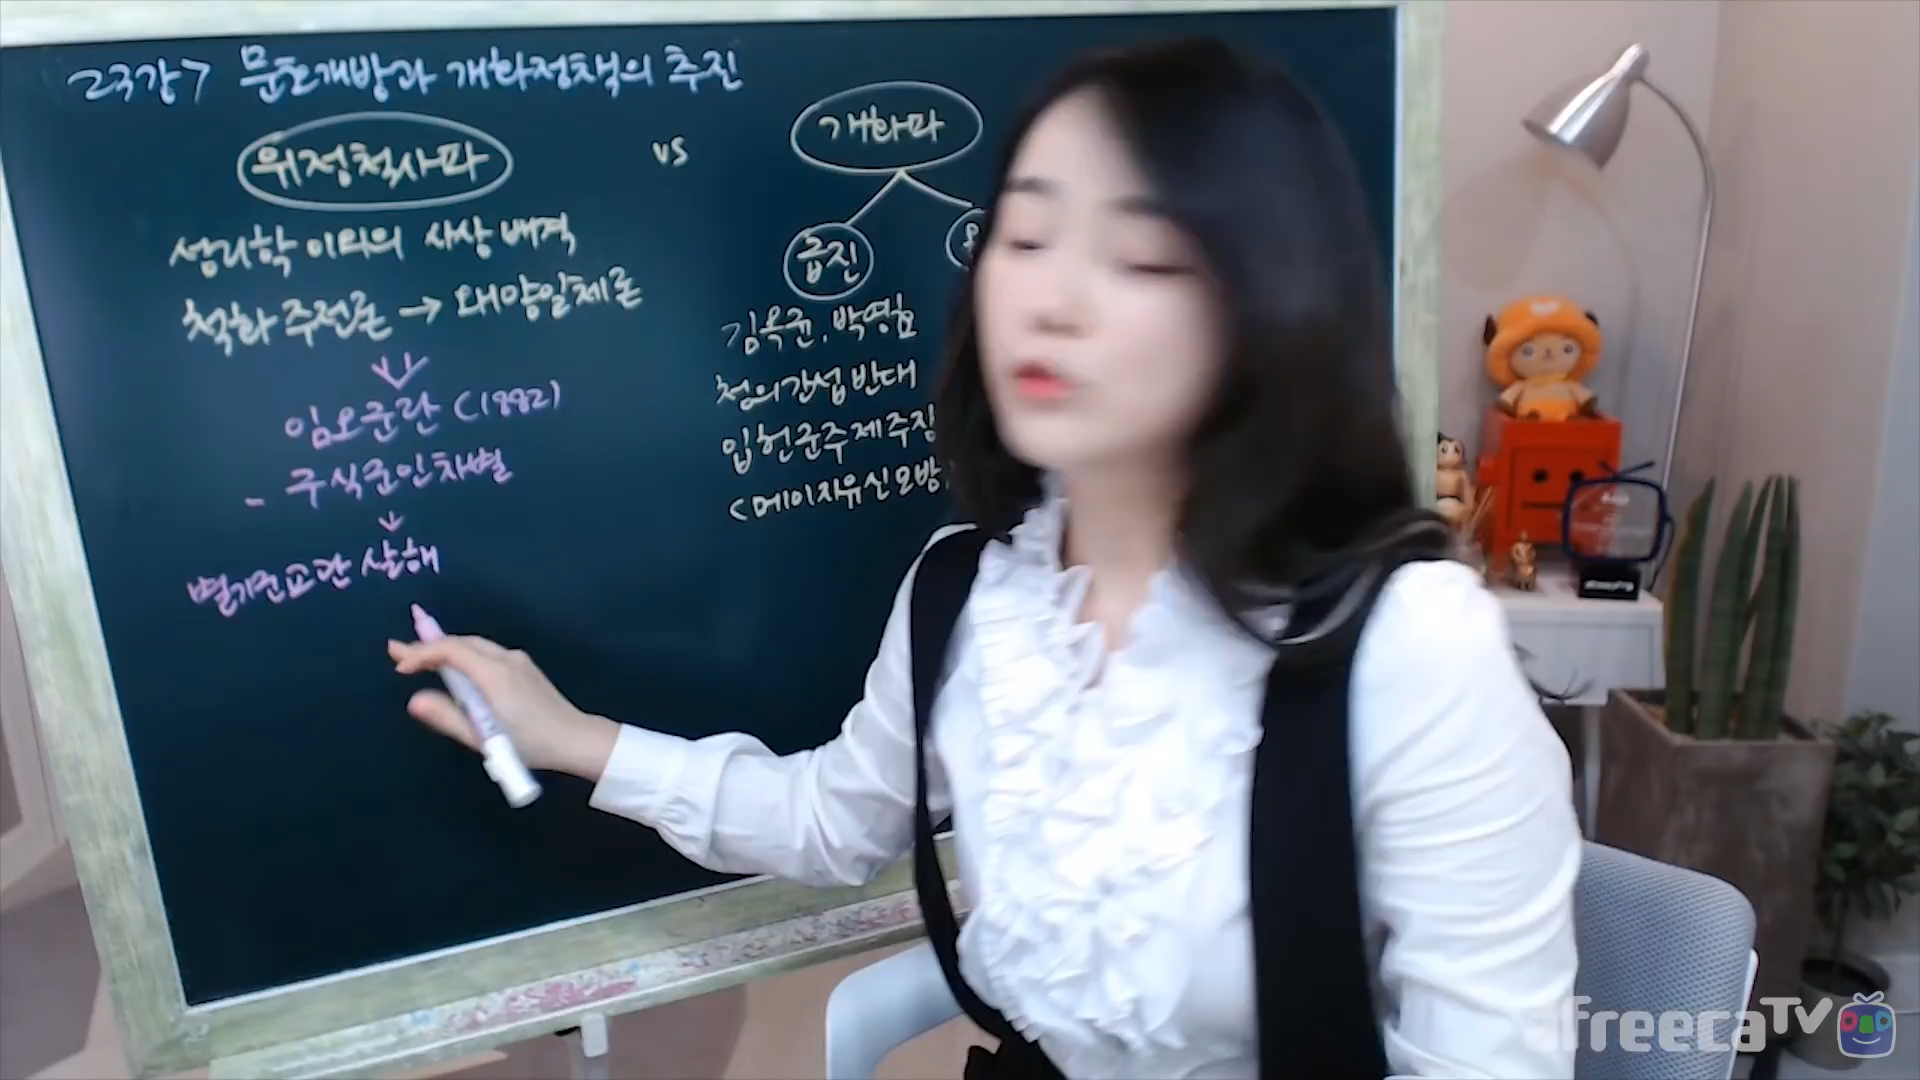 2국강7 문호개방과 개화정책의 추진
위정척사파
vs
개화파
성리학 이외의 사상 배격
척화주전론 → 왜양일체론
임오군란 (1882)
- 구식군인차별
별기군교관 살해
급진
김옥균, 박영효
청의간섭반대
입헌군주제주장
(메이지유신모방
afreecaTV